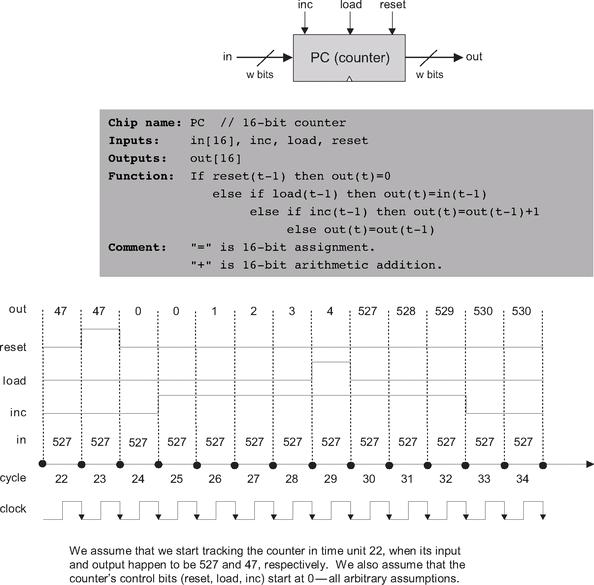 inc load reset
in PC (counter) out
w bits w bits
Chip name: PC // 16-bit counter
Inputs: in[16], inc, load, reset
Outputs: out[16]
Function: If reset(t-1) then out(t)=0
else if load(t-1) then out(t)=in(t-1)
else if inc(t-1) then out(t)=out(t-1)+1
else out(t)=out(t-1)
Comment: "=" is 16-bit assignment.
"+" is 16-bit arithmetic addition.
out 47 47 0 0 1 2 3 4 527 528 529 530 530
reset
load
inc
in 527 527 527 527 527 527 527 527 527 527 527 527 527
cycle 22 23 24 25 26 27 28 29 30 31 32 33 34
clock
We assume that we start tracking the counter in time unit 22, when its input
and output happen to be 527 and 47, respectively. We also assume that the
counter's control bits (reset, load, inc) start at 0—all arbitrary assumptions.